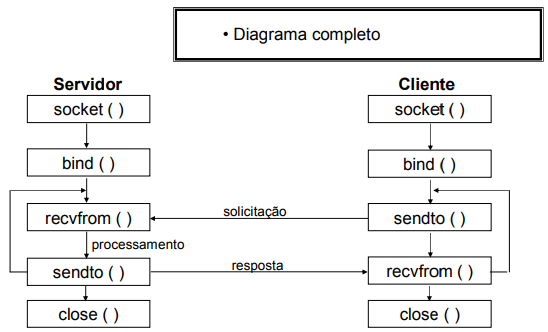 • Diagrama completo
Servidor
Cliente
socket ( )
socket ( )
bind ( )
bind ( )
recvfrom ( )
solicitação
sendto ( )
processamento
sendto ( )
resposta
recvfrom ( )
close ( )
close ( )